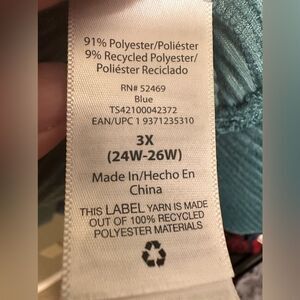 91% Polyester/Poliéster
9% Recycled Polyester/
Poliéster Reciclado
RN# 52469
Blue
TS42100042372
EAN/UPC 1 9371235310
3X
(24W-26W)
Made In/Hecho En
China
THIS LABEL YARN IS MADE
OUT OF 100% RECYCLED
POLYESTER MATERIALS